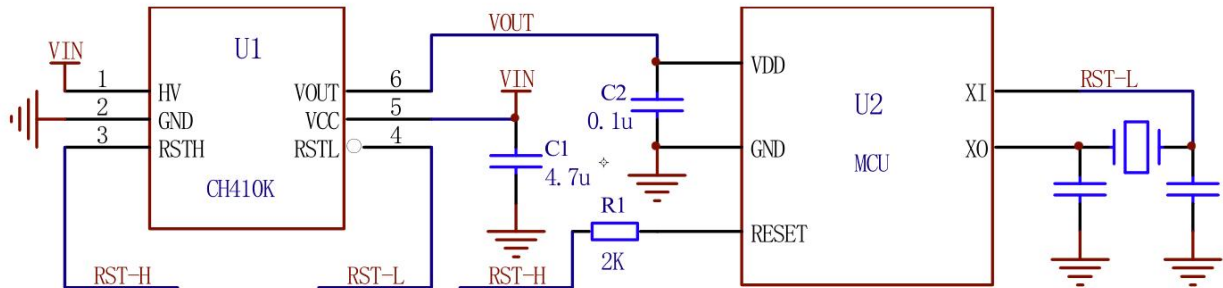 VIN
1
2
3
HV
GND
RSTH
U1
CH410K
VOUT
VCC
RSTL
6
5
4
RST-H
RST-L
VOUT
VIN
C1
4.7u
C2
0.1u
RST-H
R1
2K
VDD
GND
RESET
U2
MCU
XI
XO
RST-L